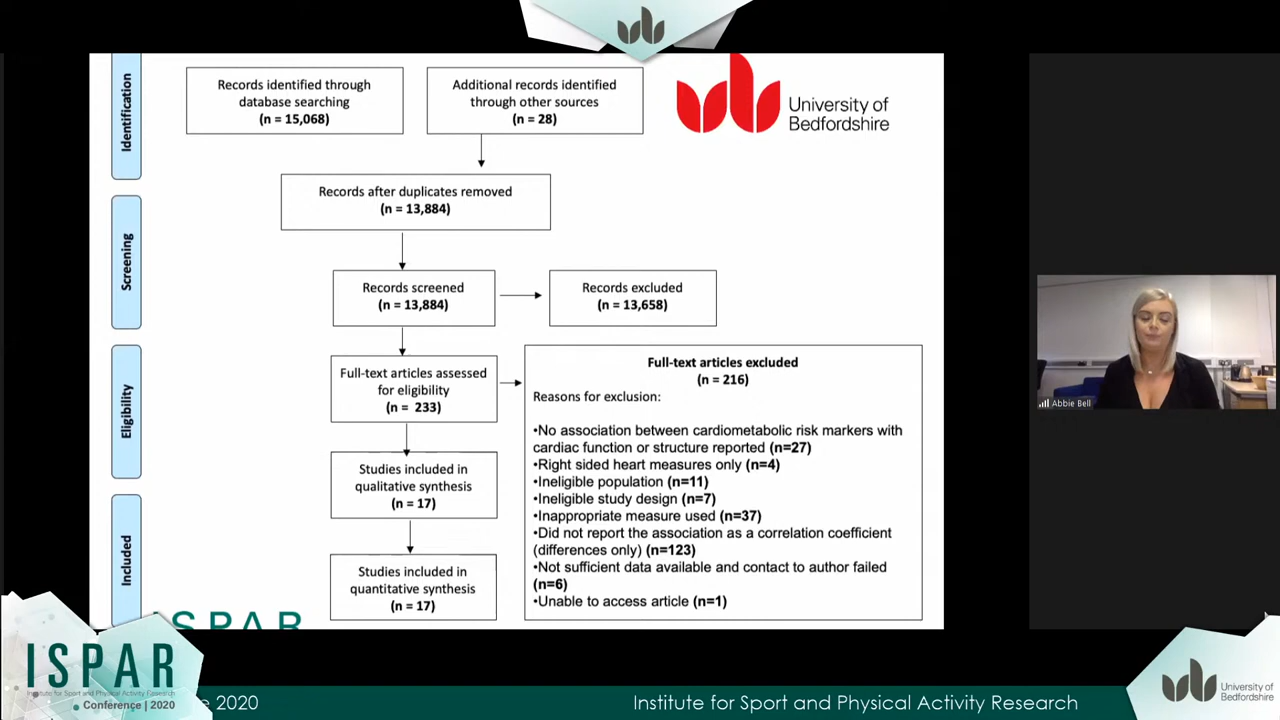 Identification
Records identified through
database searching
(n = 15,068)
Additional records identified
through other sources
(n = 28)
University of
Bedfordshire
Records after duplicates removed
(n = 13,884)
Screening
Records screened
(n = 13,884)
Records excluded
(n = 13,658)
Eligibility
Full-text articles assessed
for eligibility
(n = 233)
Full-text articles excluded
(n = 216)
Reasons for exclusion:
•No association between cardiometabolic risk markers with
cardiac function or structure reported (n=27)
•Right sided heart measures only (n=4)
•Ineligible population (n=11)
•Ineligible study design (n=7)
•Inappropriate measure used (n=37)
•Did not report the association as a correlation coefficient
(differences only) (n=123)
•Not sufficient data available and contact to author failed
(n=6)
•Unable to access article (n=1)
Studies included in
qualitative synthesis
(n = 17)
Included
Studies included in
quantitative synthesis
(n = 17)
Abbie Bell
ISPAR
ISPAR
Institute for Sport and Physical Activity Research
Conference | 2020
2020
Institute for Sport and Physical Activity Research
University of
Bedfordshire